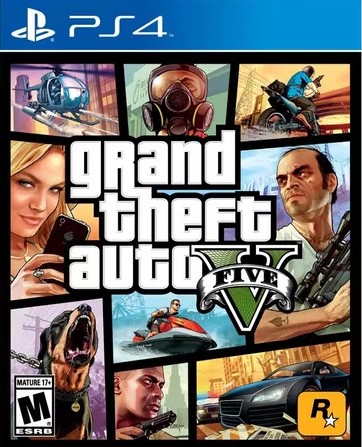 PS4
grand
theft
auto
V
FIVE
MATURE 17+
M
ESRB
R